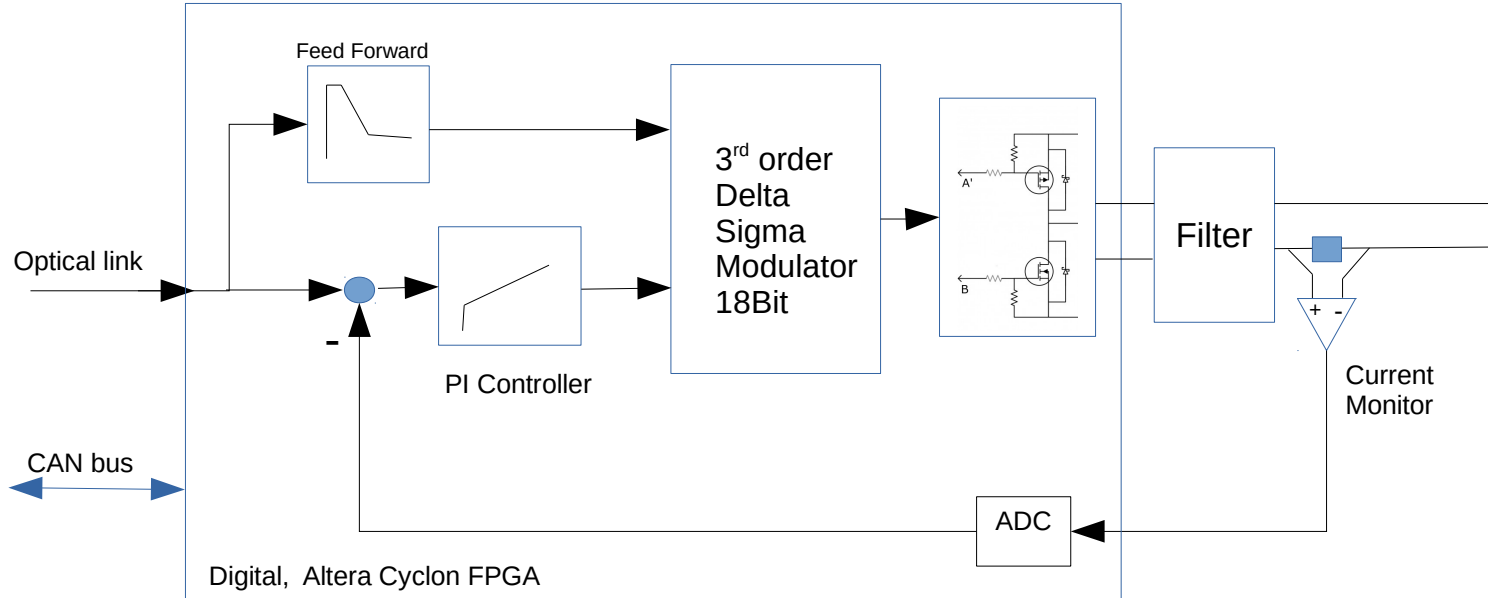 Feed Forward
3rd order
Delta
Sigma
Modulator
18Bit
A'
B
Filter
Optical link
-
PI Controller
+ -
Current
Monitor
CAN bus
ADC
Digital, Altera Cyclon FPGA